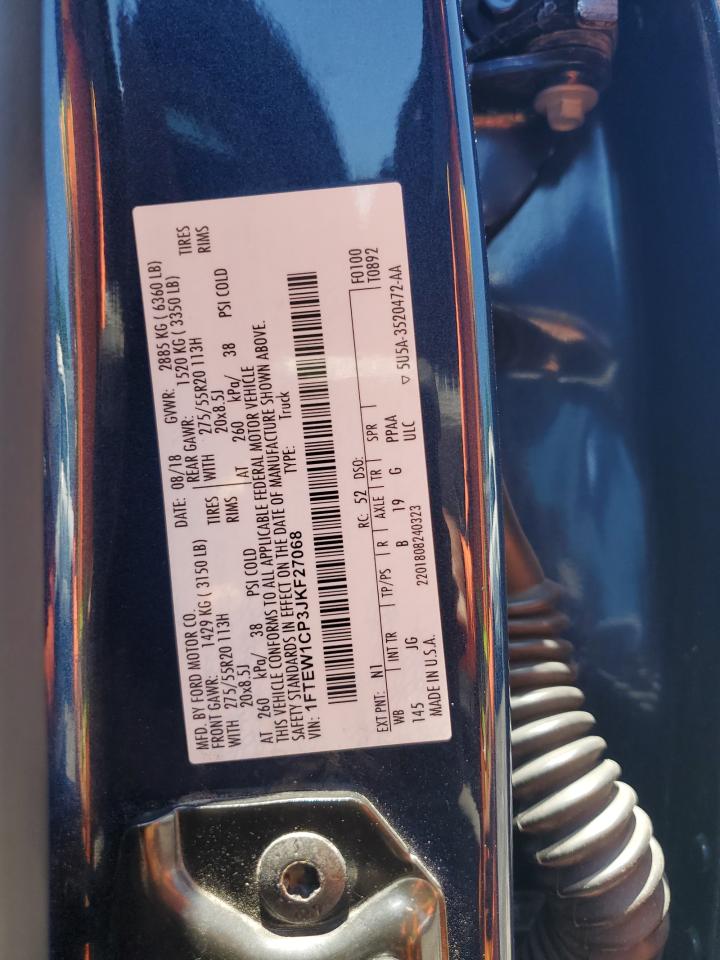 MFD. BY FORD MOTOR CO. DATE: 08/18 GVWR: 2885 KG ( 6360 LB)
FRONT GAWR: 1429 KG ( 3150 LB) REAR GAWR: 1520 KG ( 3350 LB)
WITH 275/55R20 113H TIRES WITH 275/55R20 113H TIRES
20x8.5J RIMS 20x8.5J RIMS
AT 260 kPa/ 38 PSI COLD AT 260 kPa/ 38 PSI COLD
THIS VEHICLE CONFORMS TO ALL APPLICABLE FEDERAL MOTOR VEHICLE
SAFETY STANDARDS IN EFFECT ON THE DATE OF MANUFACTURE SHOWN ABOVE.
VIN: 1FTEW1CP3JKF27068 TYPE: Truck
F0100
T0892
EXT PNT: N1 RC: 52 DSO:
WB INT TR TP/PS R AXLE TR SPR
145 JG B 19 G PPAA
ULC
MADE IN U.S.A. 2201808240323 ▽ 5U5A-3520472-AA